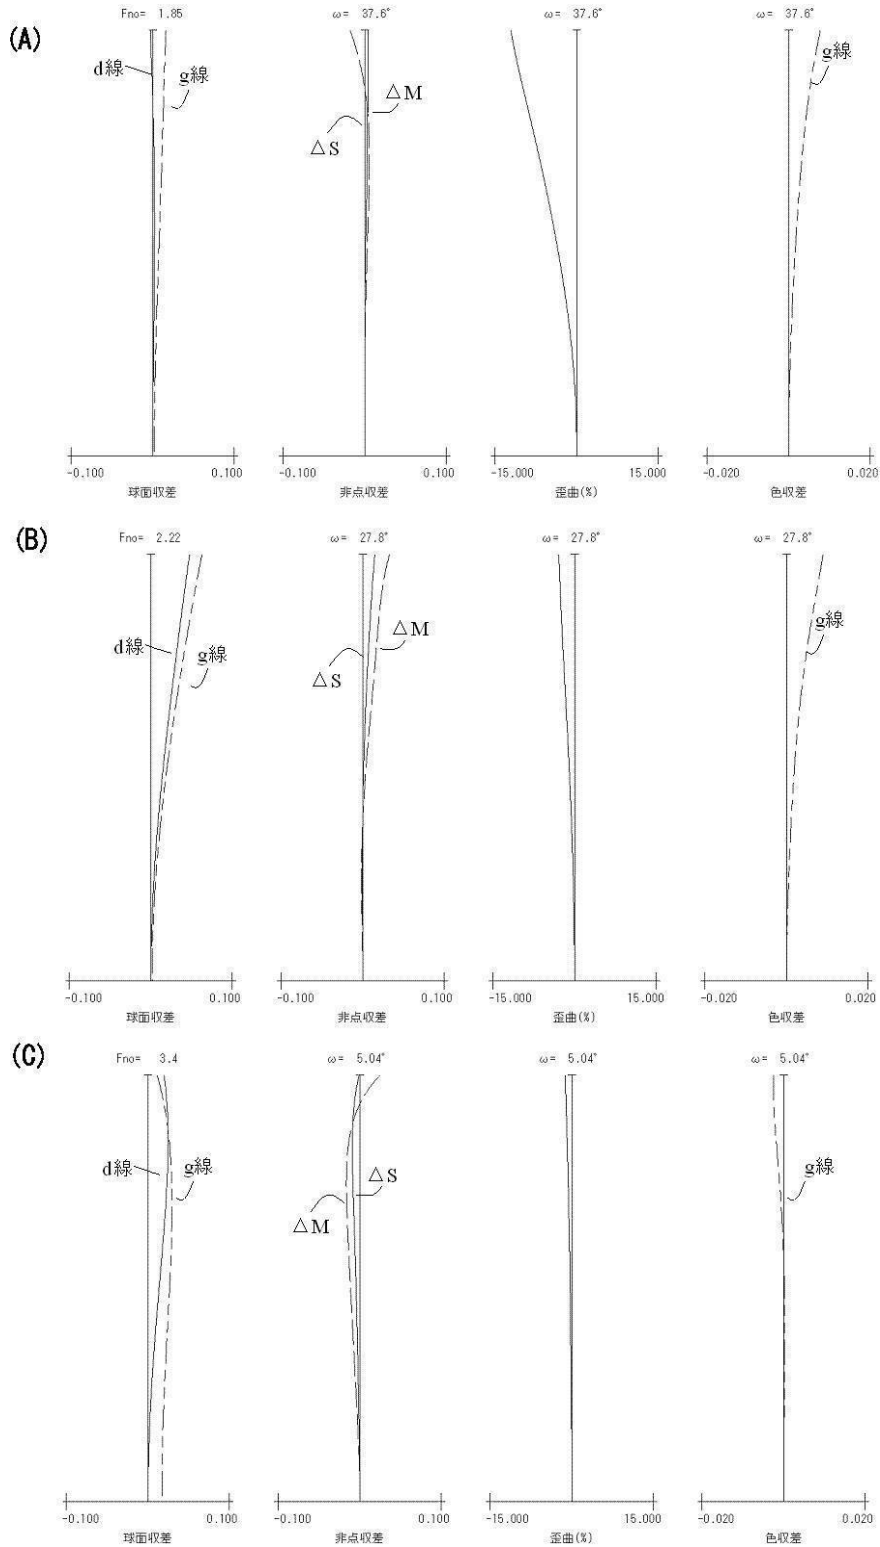 (A)
Fno= 1.85 ω= 37.6° ω= 37.6° ω= 37.6°
d線 g線 △M △S g線
-0.100 0.100 -0.100 0.100 -15.000 15.000 -0.020 0.020
球面収差 非点収差 歪曲(%) 色収差
(B)
Fno= 2.22 ω= 27.8° ω= 27.8° ω= 27.8°
d線 g線 △M △S g線
-0.100 0.100 -0.100 0.100 -15.000 15.000 -0.020 0.020
球面収差 非点収差 歪曲(%) 色収差
(C)
Fno= 3.4 ω= 5.04° ω= 5.04° ω= 5.04°
d線 g線 △M △S g線
-0.100 0.100 -0.100 0.100 -15.000 15.000 -0.020 0.020
球面収差 非点収差 歪曲(%) 色収差